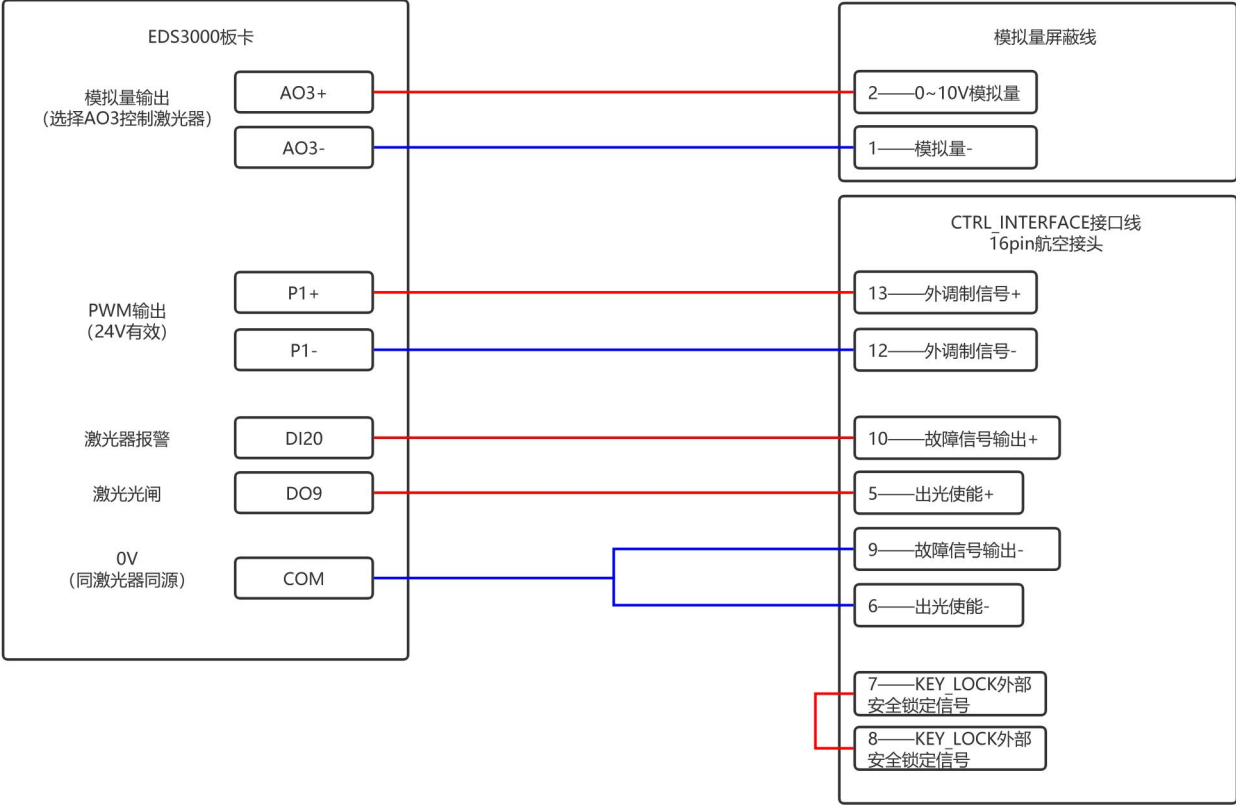 EDS3000板卡
模拟量输出
（选择AO3控制激光器）
AO3+
AO3-
PWM输出
（24V有效）
P1+
P1-
激光器报警
DI20
激光光闸
DO9
0V
（同激光器同源）
COM
模拟量屏蔽线
2——0~10V模拟量
1——模拟量-
CTRL_INTERFACE接口线
16pin航空接头
13——外调制信号+
12——外调制信号-
10——故障信号输出+
5——出光使能+
9——故障信号输出-
6——出光使能-
7——KEY_LOCK外部
安全锁定信号
8——KEY_LOCK外部
安全锁定信号